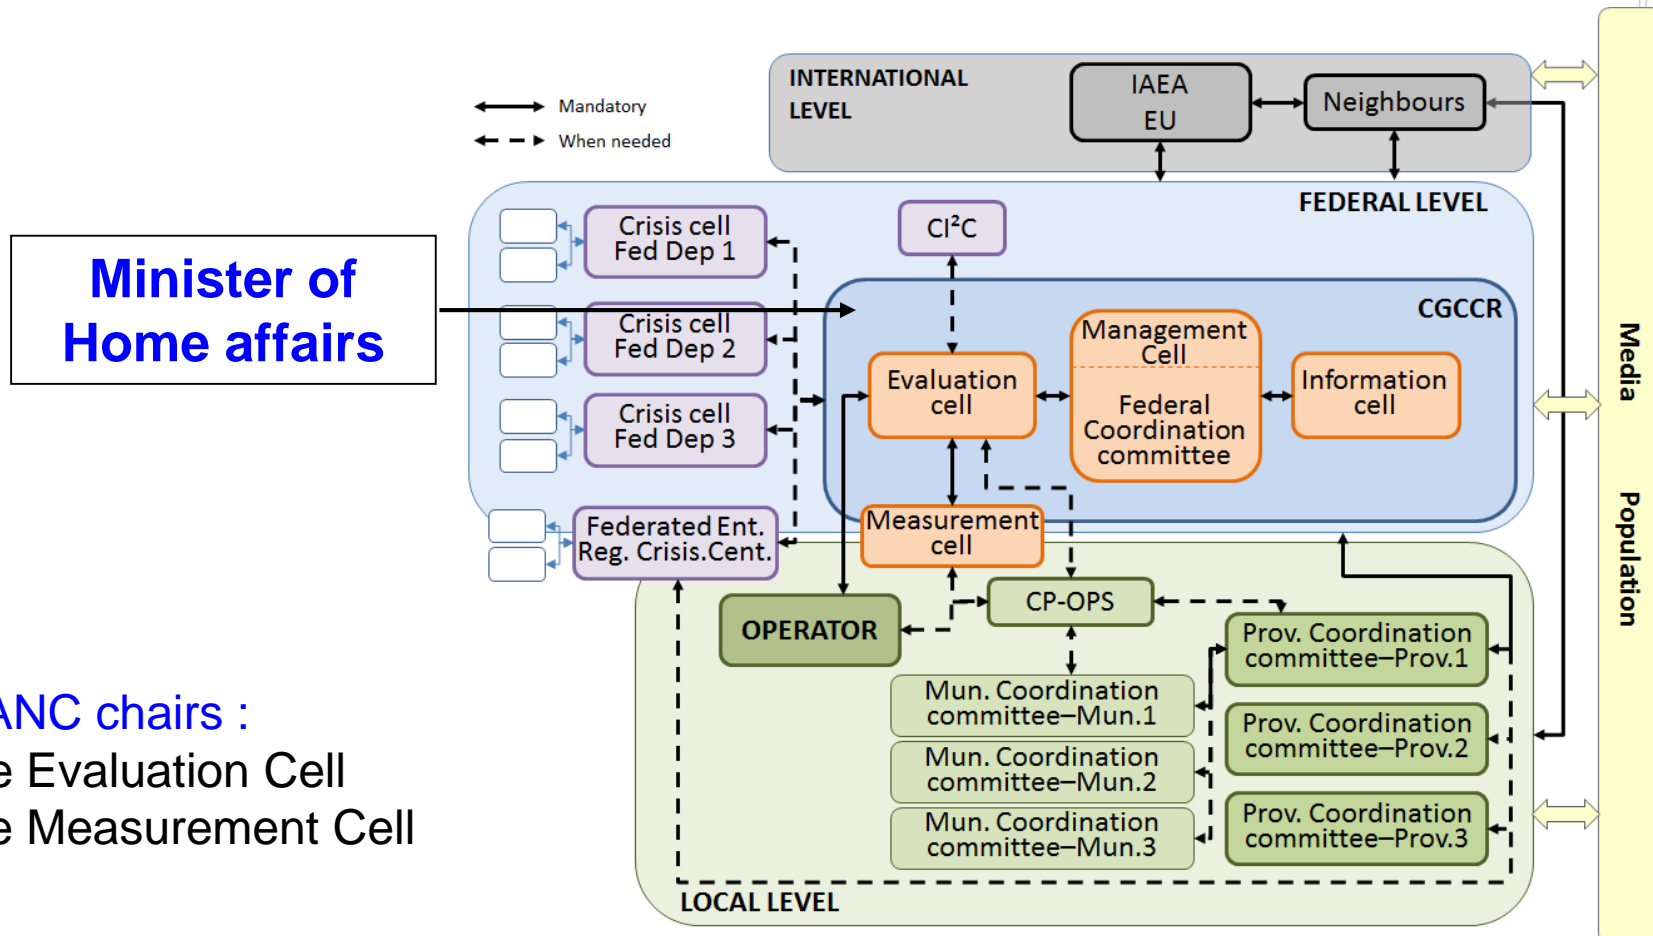 INTERNATIONAL
LEVEL
IAEA
EU
Neighbours
Mandatory
When needed
FEDERAL LEVEL
Minister of
Home affairs
Crisis cell
Fed Dep 1
Crisis cell
Fed Dep 2
Crisis cell
Fed Dep 3
Federated Ent.
Reg. Crisis.Cent.
CI²C
CGCCR
Evaluation
cell
Management
Cell
Federal
Coordination
committee
Information
cell
Measurement
cell
OPERATOR
CP-OPS
Mun. Coordination
committee–Mun.1
Mun. Coordination
committee–Mun.2
Mun. Coordination
committee–Mun.3
Prov. Coordination
committee–Prov.1
Prov. Coordination
committee–Prov.2
Prov. Coordination
committee–Prov.3
LOCAL LEVEL
Media
Population
ANC chairs :
e Evaluation Cell
e Measurement Cell